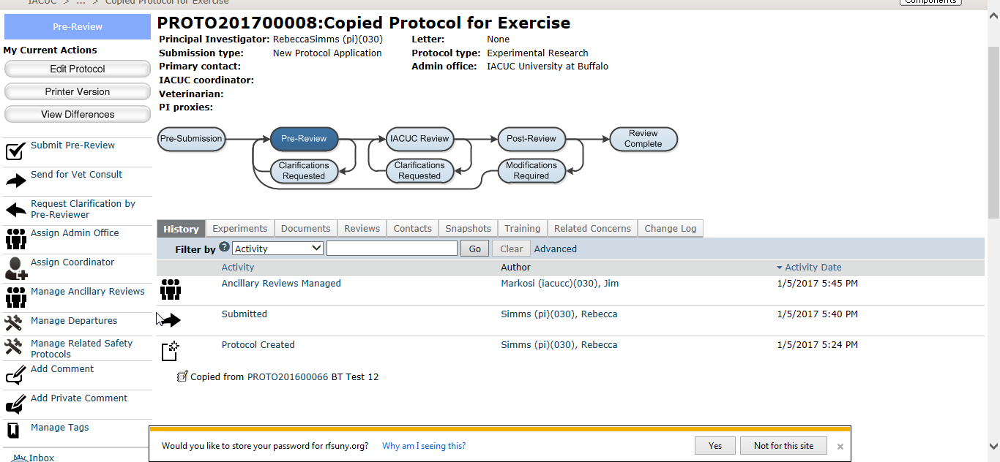 IACUC > ... > Copied Protocol for Exercise
Components
Pre-Review
My Current Actions
Edit Protocol
Printer Version
View Differences
Submit Pre-Review
Send for Vet Consult
Request Clarification by
Pre-Reviewer
Assign Admin Office
Assign Coordinator
Manage Ancillary Reviews
Manage Departures
Manage Related Safety
Protocols
Add Comment
Add Private Comment
Manage Tags
My Inbox
PROTO201700008:Copied Protocol for Exercise
Principal Investigator: RebeccaSimms (pi)(030) Letter: None
Submission type: New Protocol Application Protocol type: Experimental Research
Primary contact: Admin office: IACUC University at Buffalo
IACUC coordinator:
Veterinarian:
PI proxies:
Pre-Submission Pre-Review IACUC Review Post-Review Review
Complete
Clarifications
Requested
Clarifications
Requested
Modifications
Required
History Experiments Documents Reviews Contacts Snapshots Training Related Concerns Change Log
Filter by ? Activity Go Clear Advanced
Activity Author Activity Date
Ancillary Reviews Managed Markosi (iacucc)(030), Jim 1/5/2017 5:45 PM
Submitted Simms (pi)(030), Rebecca 1/5/2017 5:40 PM
Protocol Created Simms (pi)(030), Rebecca 1/5/2017 5:24 PM
Copied from PROTO201600066 BT Test 12
Would you like to store your password for rfsuny.org? Why am I seeing this? Yes Not for this site ×